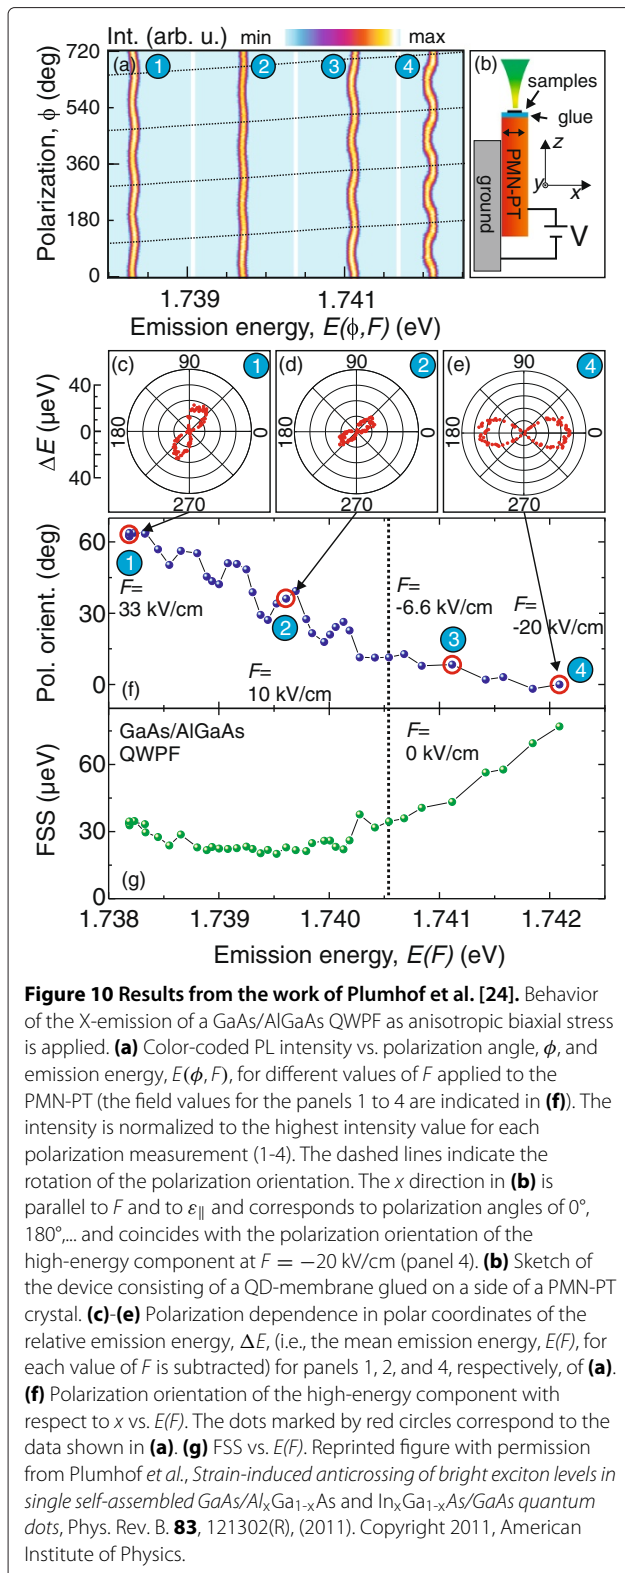 Int. (arb. u.) min max
(a) 1 2 3 4
Polarization, ϕ (deg)
720
540
360
180
0
1.739 1.741
Emission energy, E(ϕ,F) (eV)
(b)
samples
glue
PMN-PT
ground
z
y
x
V
(c) 90 1 (d) 90 2 (e) 90 4
ΔE (µeV)
40
0
40
180 0 180 0 180 0
270 270 270
Pol. orient. (deg)
60
30
0
1
F=
33 kV/cm
2
F=
10 kV/cm
F=
-6.6 kV/cm
3
F=
-20 kV/cm
4
(f)
FSS (µeV)
60
30
0
GaAs/AlGaAs
QWPF
F=
0 kV/cm
(g)
1.738 1.739 1.740 1.741 1.742
Emission energy, E(F) (eV)
Figure 10 Results from the work of Plumhof et al. [24]. Behavior
of the X-emission of a GaAs/AlGaAs QWPF as anisotropic biaxial stress
is applied. (a) Color-coded PL intensity vs. polarization angle, ϕ, and
emission energy, E(ϕ, F), for different values of F applied to the
PMN-PT (the field values for the panels 1 to 4 are indicated in (f)). The
intensity is normalized to the highest intensity value for each
polarization measurement (1-4). The dashed lines indicate the
rotation of the polarization orientation. The x direction in (b) is
parallel to F and to ε∥ and corresponds to polarization angles of 0°,
180°,... and coincides with the polarization orientation of the
high-energy component at F = −20 kV/cm (panel 4). (b) Sketch of
the device consisting of a QD-membrane glued on a side of a PMN-PT
crystal. (c)-(e) Polarization dependence in polar coordinates of the
relative emission energy, ΔE, (i.e., the mean emission energy, E(F), for
each value of F is subtracted) for panels 1, 2, and 4, respectively, of (a).
(f) Polarization orientation of the high-energy component with
respect to x vs. E(F). The dots marked by red circles correspond to the
data shown in (a). (g) FSS vs. E(F). Reprinted figure with permission
from Plumhof et al., Strain-induced anticrossing of bright exciton levels in
single self-assembled GaAs/AlxGa1-xAs and InxGa1-xAs/GaAs quantum
dots, Phys. Rev. B. 83, 121302(R), (2011). Copyright 2011, American
Institute of Physics.